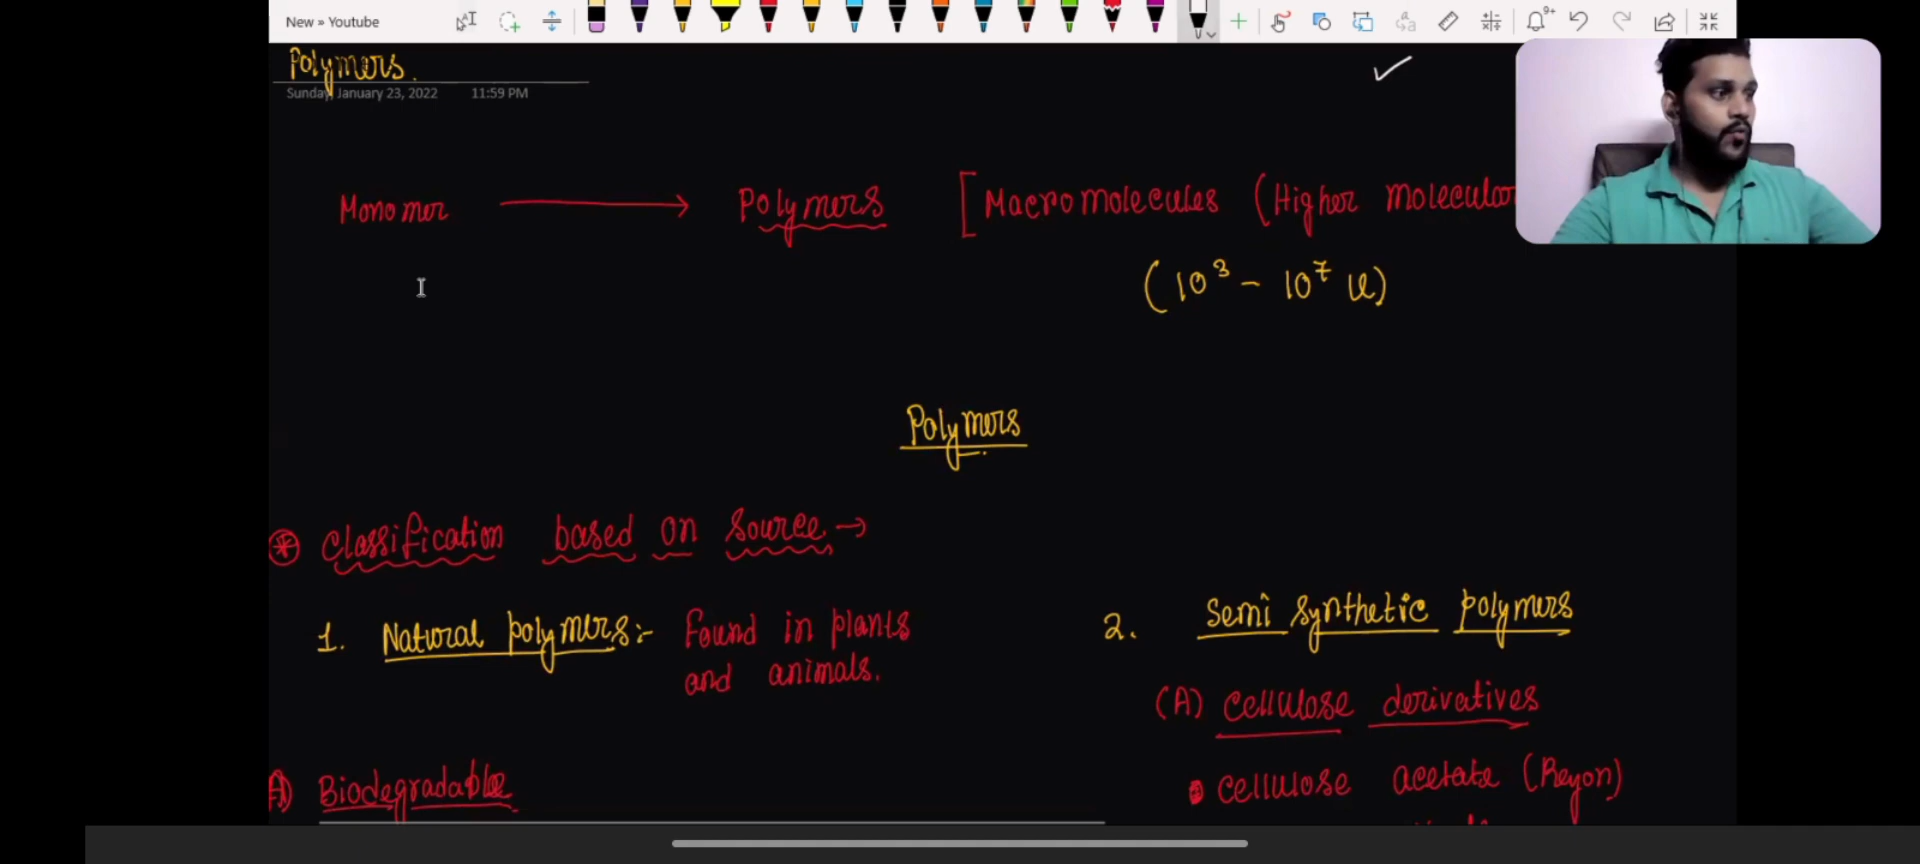 New » Youtube
9+
Polymers.
Sunday, January 23, 2022 11:59 PM
Monomer → Polymers [Macromolecules (Higher molecular
(10³ - 10⁷ u)
Polymers
* Classification based on source →
1. Natural polymers:- Found in plants
and animals.
2. Semi synthetic polymers
(A) cellulose derivatives
A) Biodegradable
• cellulose acetate (Reyon)